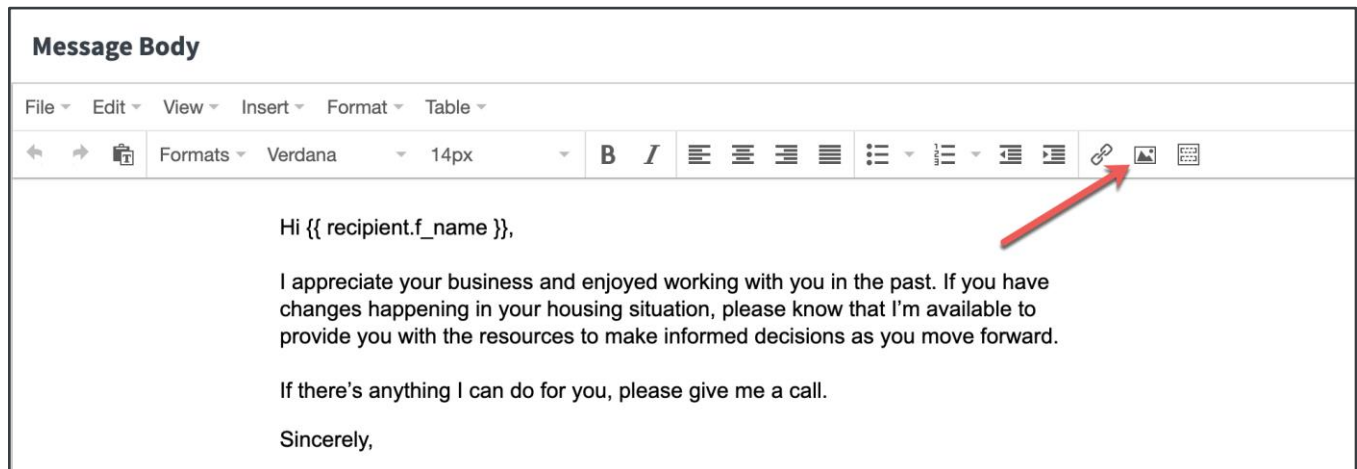 Message Body
File Edit View Insert Format Table
Formats Verdana 14px B I
Hi {{ recipient.f_name }},
I appreciate your business and enjoyed working with you in the past. If you have
changes happening in your housing situation, please know that I’m available to
provide you with the resources to make informed decisions as you move forward.
If there’s anything I can do for you, please give me a call.
Sincerely,